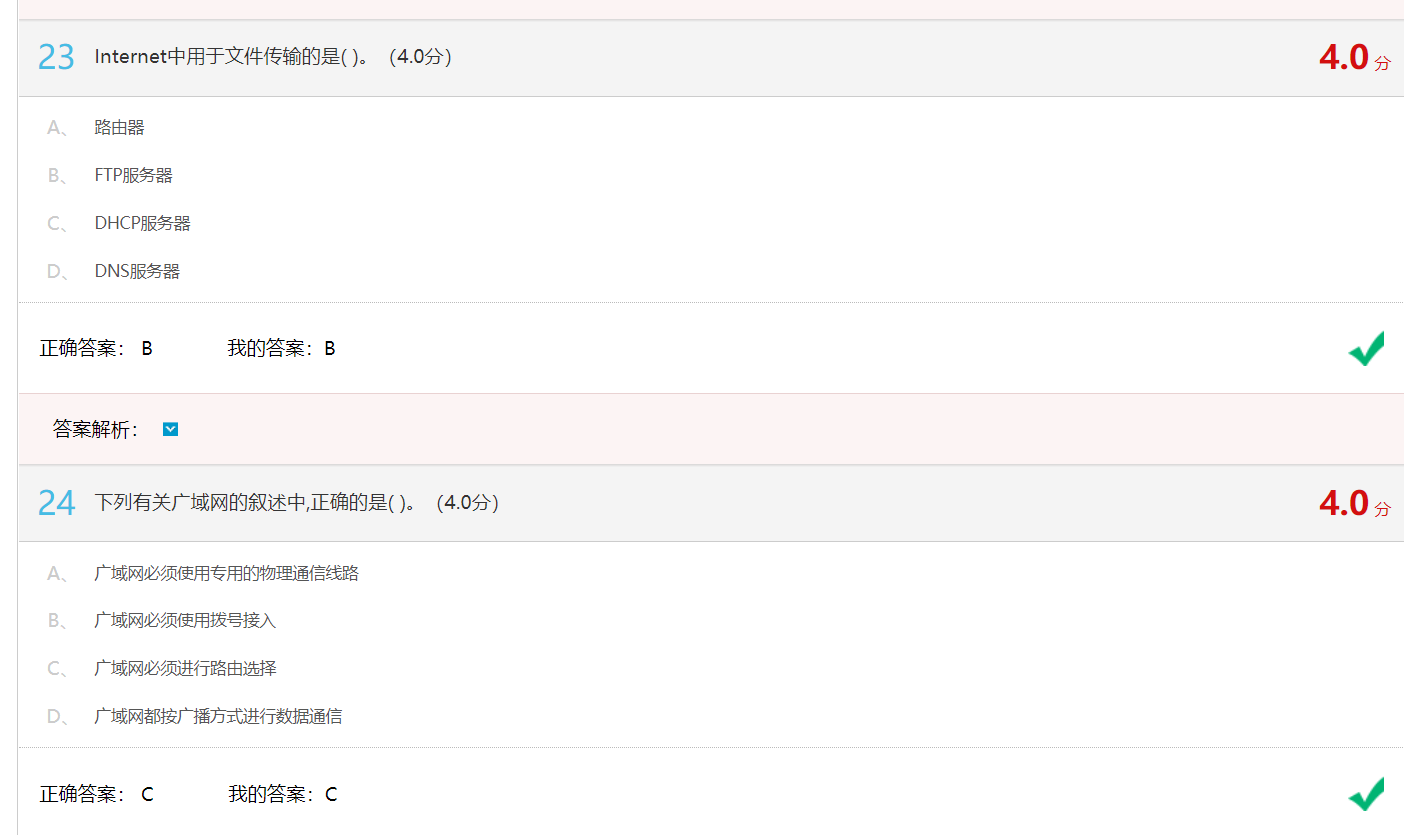 23 Internet中用于文件传输的是( )。 （4.0分） 4.0 分
A、 路由器
B、 FTP服务器
C、 DHCP服务器
D、 DNS服务器
正确答案： B 我的答案：B
答案解析：
24 下列有关广域网的叙述中,正确的是( )。 （4.0分） 4.0 分
A、 广域网必须使用专用的物理通信线路
B、 广域网必须使用拨号接入
C、 广域网必须进行路由选择
D、 广域网都按广播方式进行数据通信
正确答案： C 我的答案：C